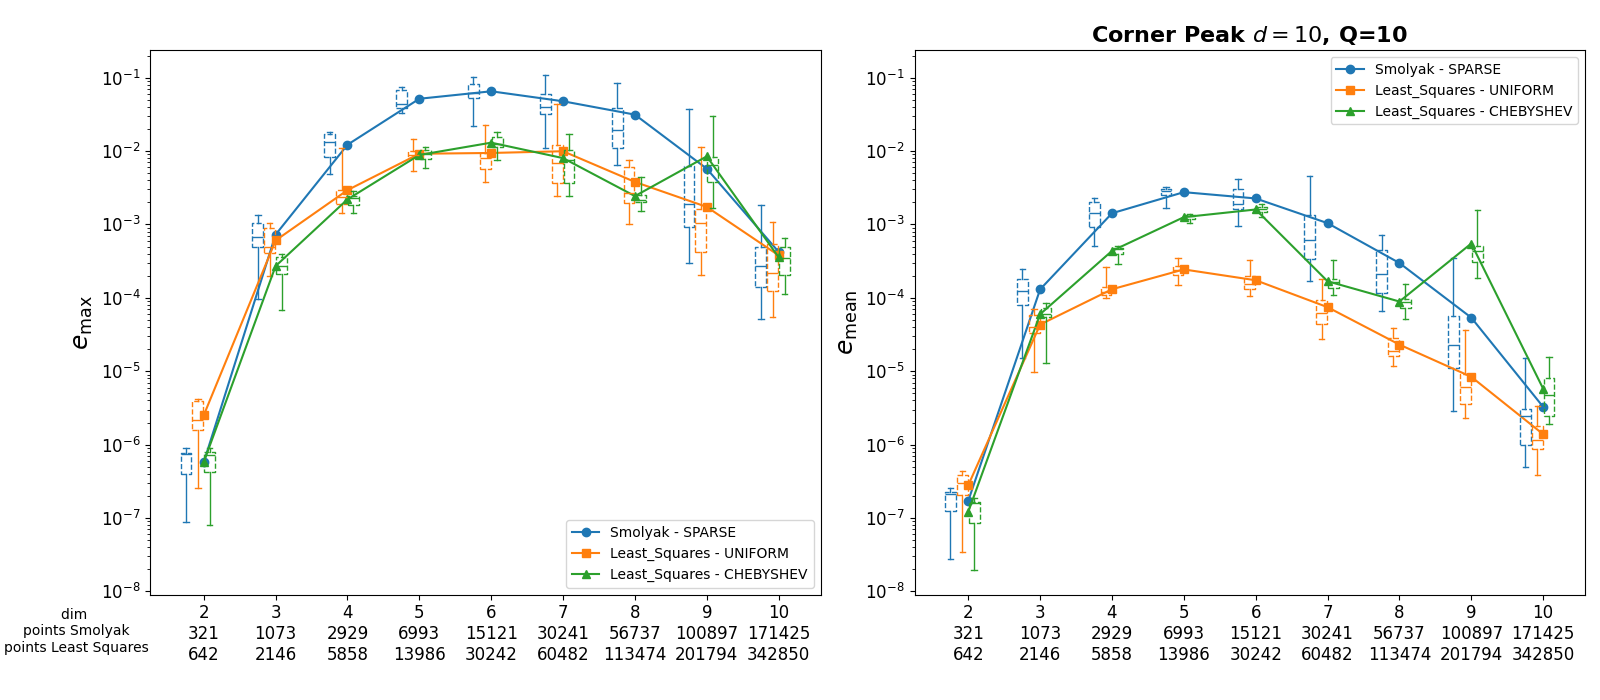 Corner Peak d = 10, Q=10
10⁻¹
10⁻²
10⁻³
10⁻⁴
10⁻⁵
10⁻⁶
10⁻⁷
10⁻⁸
e_max
Smolyak - SPARSE
Least_Squares - UNIFORM
Least_Squares - CHEBYSHEV
dim 2 3 4 5 6 7 8 9 10
points Smolyak 321 1073 2929 6993 15121 30241 56737 100897 171425
points Least Squares 642 2146 5858 13986 30242 60482 113474 201794 342850
10⁻¹
10⁻²
10⁻³
10⁻⁴
10⁻⁵
10⁻⁶
10⁻⁷
10⁻⁸
e_mean
Smolyak - SPARSE
Least_Squares - UNIFORM
Least_Squares - CHEBYSHEV
2 3 4 5 6 7 8 9 10
321 1073 2929 6993 15121 30241 56737 100897 171425
642 2146 5858 13986 30242 60482 113474 201794 342850